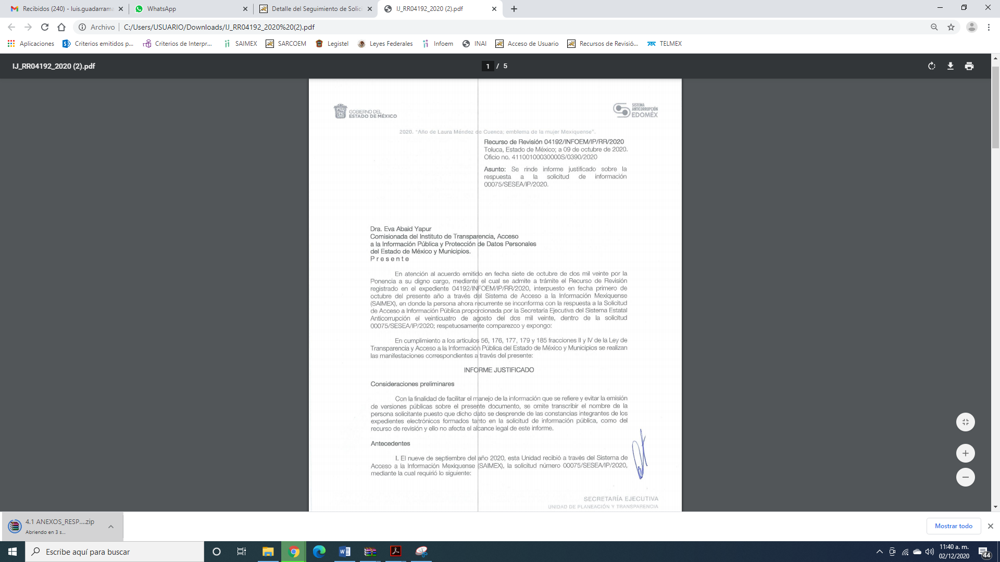 Recibidos (240) - luis.guadarrama
WhatsApp
Detalle del Seguimiento de Solici
IJ_RR04192_2020 (2).pdf
Archivo
C:/Users/USUARIO/Downloads/IJ_RR04192_2020%20(2).pdf
Aplicaciones
Criterios emitidos p...
Criterios de Interpr...
SAIMEX
SARCOEM
Legistel
Leyes Federales
Infoem
INAI
Acceso de Usuario
Recursos de Revisió...
TELMEX
IJ_RR04192_2020 (2).pdf
1 / 5
GOBIERNO DEL
ESTADO DE MÉXICO
SISTEMA
ANTICORRUPCIÓN
EDOMÉX
2020. "Año de Laura Méndez de Cuenca; emblema de la mujer Mexiquense".
Recurso de Revisión 04192/INFOEM/IP/RR/2020
Toluca, Estado de México; a 09 de octubre de 2020.
Oficio no. 41100100030000S/0390/2020
Asunto: Se rinde informe justificado sobre la
respuesta a la solicitud de información
00075/SESEA/IP/2020.
Dra. Eva Abaid Yapur
Comisionada del Instituto de Transparencia, Acceso
a la Información Pública y Protección de Datos Personales
del Estado de México y Municipios.
P r e s e n t e
En atención al acuerdo emitido en fecha siete de octubre de dos mil veinte por la
Ponencia a su digno cargo, mediante el cual se admite a trámite el Recurso de Revisión
registrado en el expediente 04192/INFOEM/IP/RR/2020, interpuesto en fecha primero de
octubre del presente año a través del Sistema de Acceso a la Información Mexiquense
(SAIMEX), en donde la persona ahora recurrente se inconforma con la respuesta a la Solicitud
de Acceso a Información Pública proporcionada por la Secretaría Ejecutiva del Sistema Estatal
Anticorrupción el veinticuatro de agosto del dos mil veinte, dentro de la solicitud
00075/SESEA/IP/2020; respetuosamente comparezco y expongo:
En cumplimiento a los artículos 56, 176, 177, 179 y 185 fracciones II y IV de la Ley de
Transparencia y Acceso a la Información Pública del Estado de México y Municipios se realizan
las manifestaciones correspondientes a través del presente:
INFORME JUSTIFICADO
Consideraciones preliminares
Con la finalidad de facilitar el manejo de la información que se refiere y evitar la emisión
de versiones públicas sobre el presente documento, se omite transcribir el nombre de la
persona solicitante puesto que dicho dato se desprende de las constancias integrantes de los
expedientes electrónicos formados tanto en la solicitud de información pública, como del
recurso de revisión y ello no afecta el alcance legal de este informe.
Antecedentes
I. El nueve de septiembre del año 2020, esta Unidad recibió a través del Sistema de
Acceso a la Información Mexiquense (SAIMEX), la solicitud número 00075/SESEA/IP/2020,
mediante la cual requirió lo siguiente:
SECRETARÍA EJECUTIVA
UNIDAD DE PLANEACIÓN Y TRANSPARENCIA
4.1 ANEXOS_RESP....zip
Abriendo en 3 s...
Mostrar todo
Escribe aquí para buscar
11:40 a. m.
02/12/2020
44